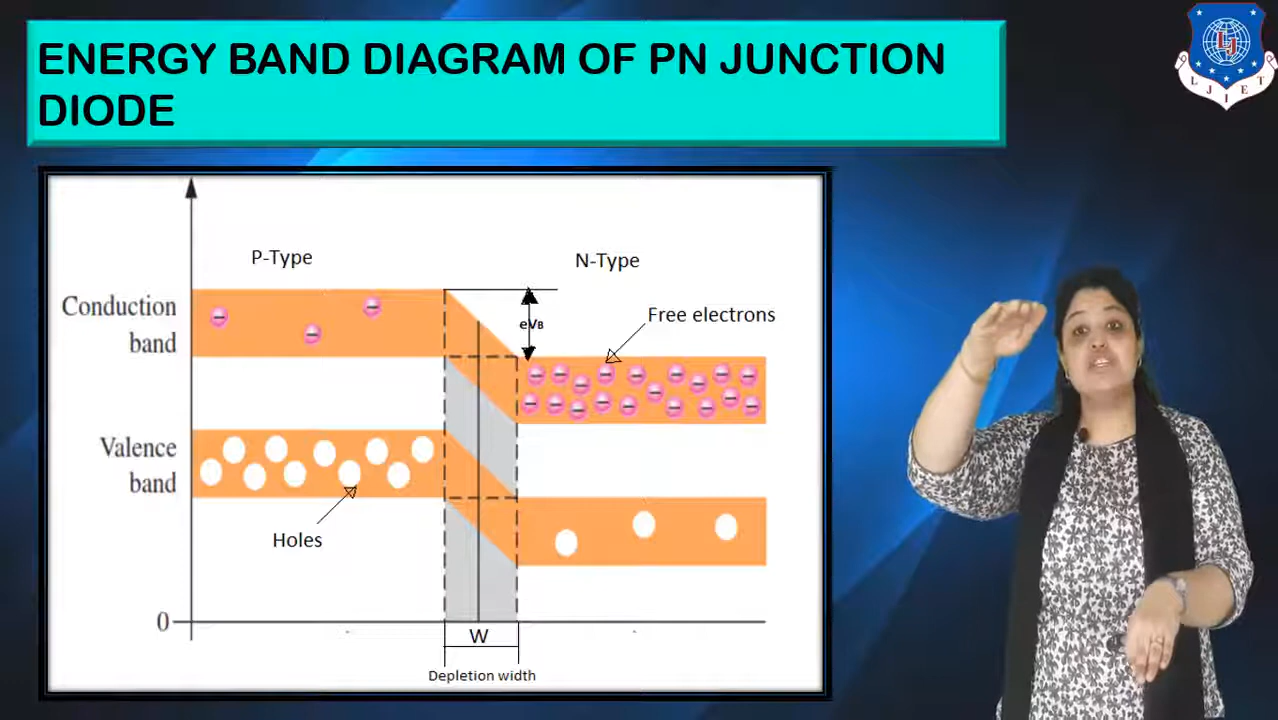 ENERGY BAND DIAGRAM OF PN JUNCTION
DIODE
LJ
L J I E T
P-Type
N-Type
Conduction
band
eVB
Free electrons
Valence
band
Holes
0
W
Depletion width